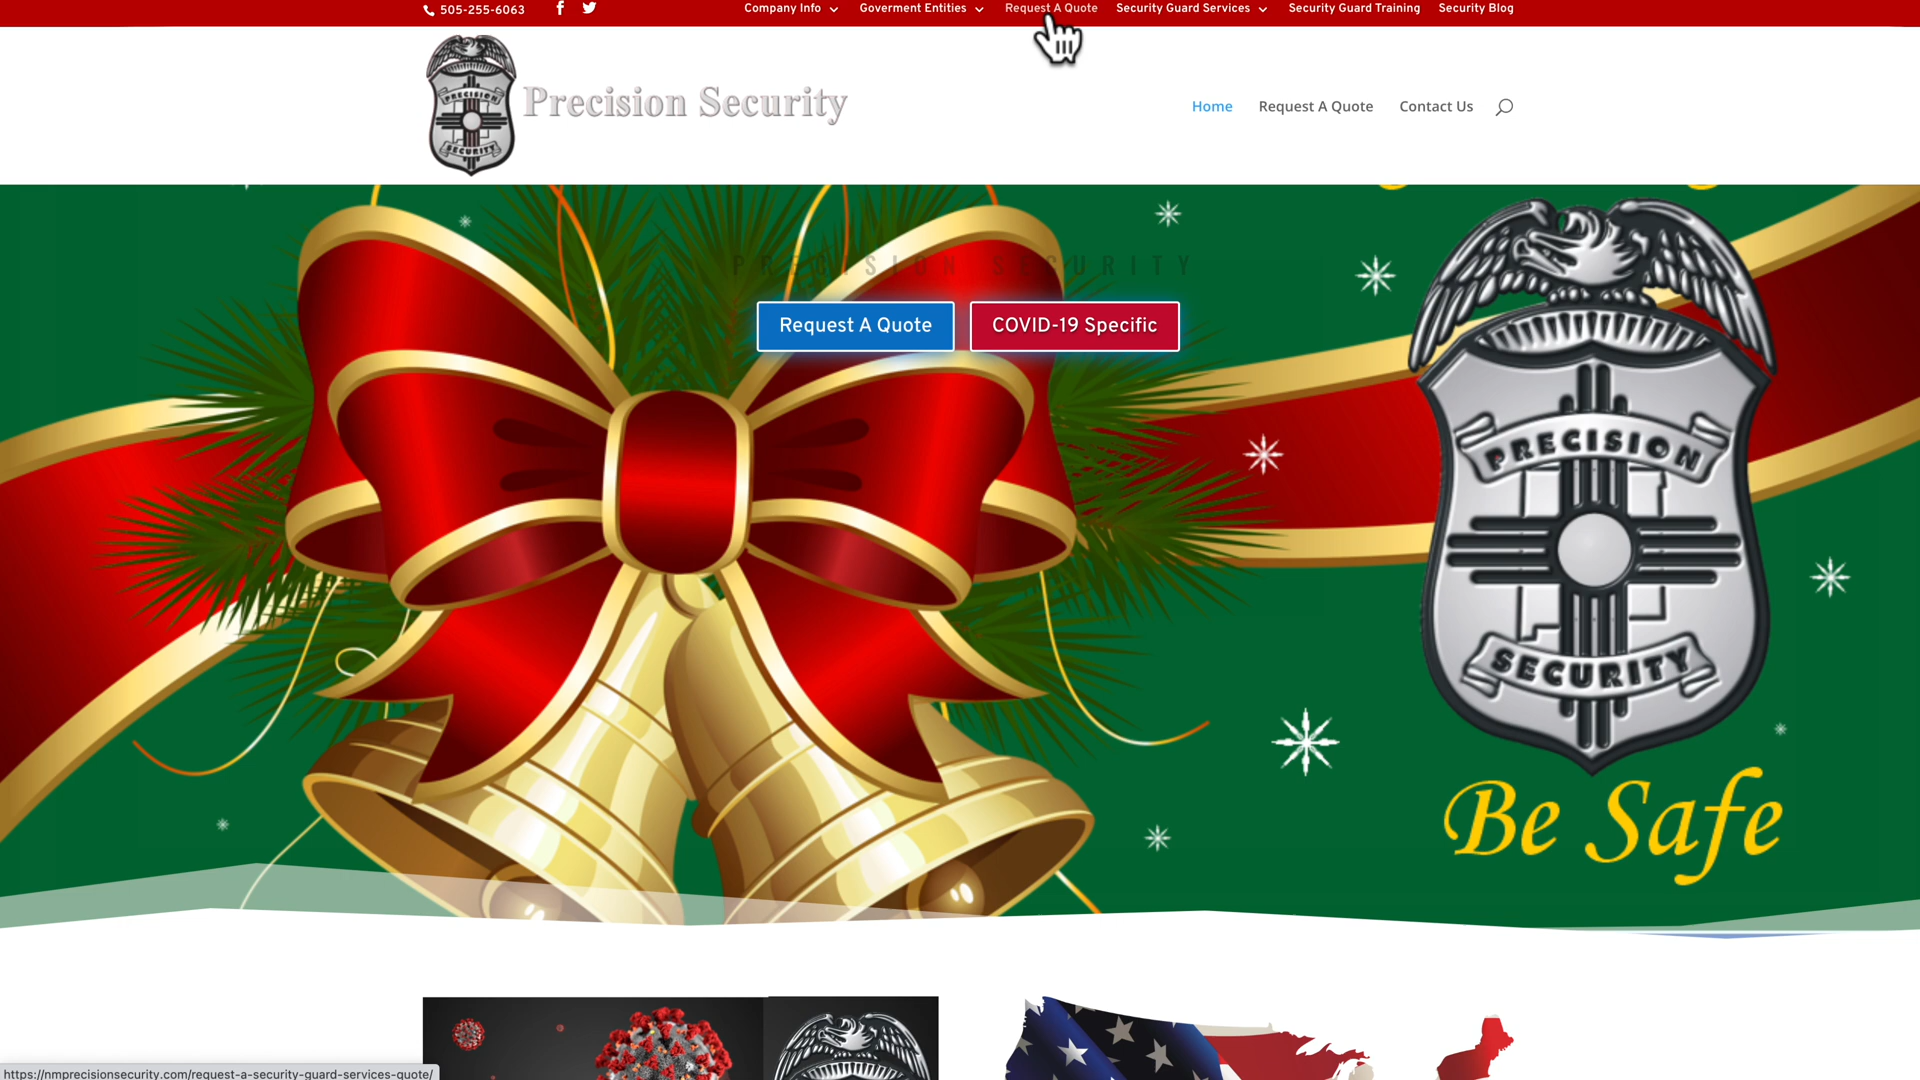 505-255-6063
Company Info
Goverment Entities
Request A Quote
Security Guard Services
Security Guard Training
Security Blog
PRECISION
SECURITY
Precision Security
Home
Request A Quote
Contact Us
PRECISION SECURITY
Request A Quote
COVID-19 Specific
PRECISION
SECURITY
Be Safe
https://nmprecisionsecurity.com/request-a-security-guard-services-quote/